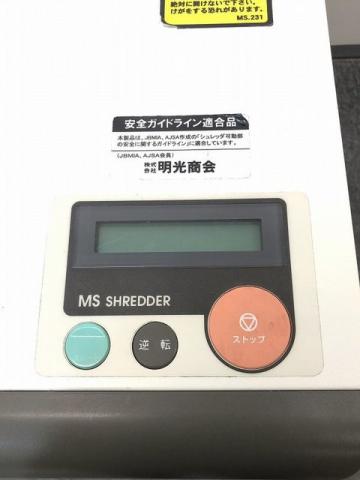 絶対に開けないで下さい。
けがをする恐れがあります。
MS.231
安全ガイドライン適合品
本製品は、JBMIA、AJSA作成の「シュレッダ可動部
の安全に関するガイドライン」に適合しています。
(JBMIA、AJSA会員)
株式会社 明光商会
MS SHREDDER
逆転
ストップ